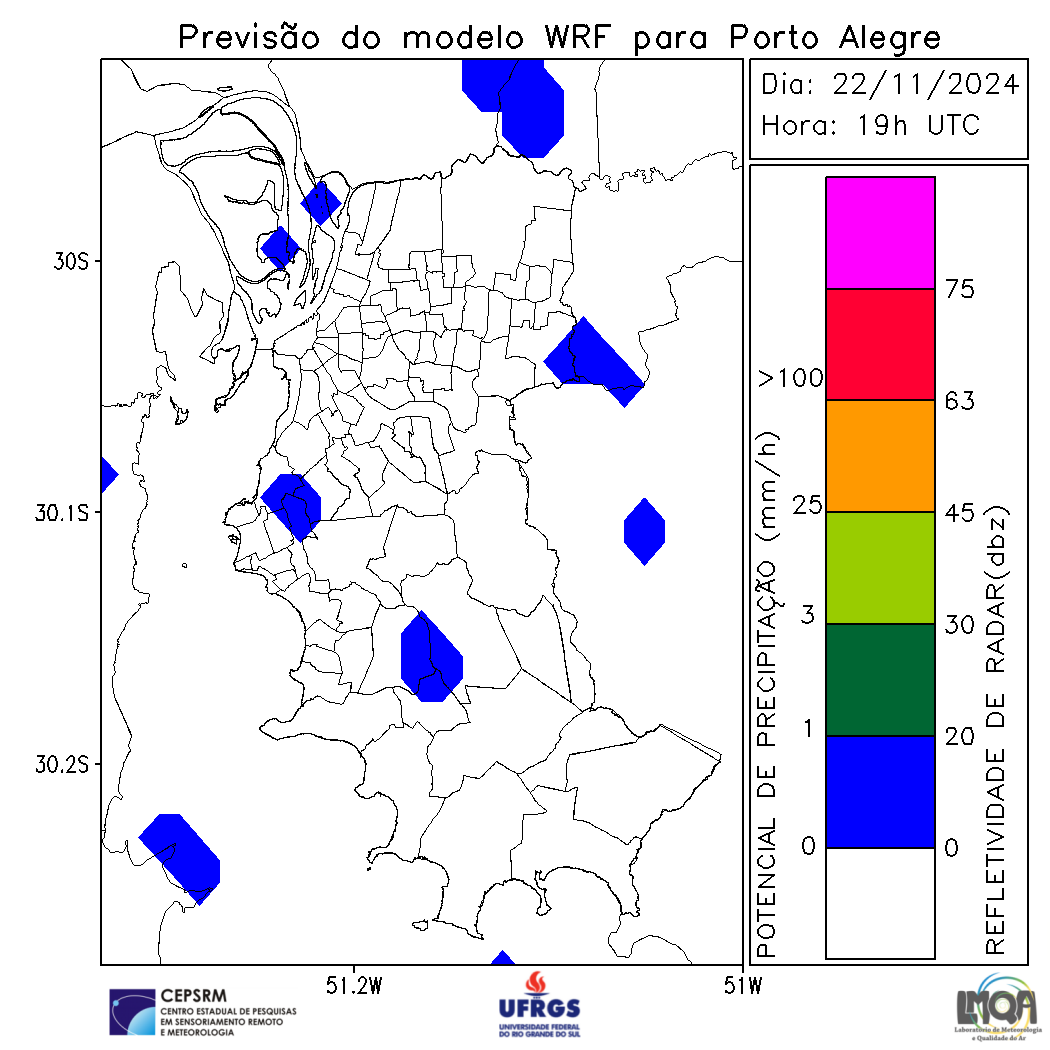 Previsão do modelo WRF para Porto Alegre
Dia: 22/11/2024
Hora: 19h UTC
30S
30.1S
30.2S
51.2W
51W
POTENCIAL DE PRECIPITAÇÃO (mm/h)
>100
25
3
1
0
75
63
45
30
20
0
REFLETIVIDADE DE RADAR(dbz)
CEPSRM
CENTRO ESTADUAL DE PESQUISAS
EM SENSORIAMENTO REMOTO
E METEOROLOGIA
UFRGS
UNIVERSIDADE FEDERAL
DO RIO GRANDE DO SUL
LMQA
Laboratório de Meteorologia
e Qualidade do Ar